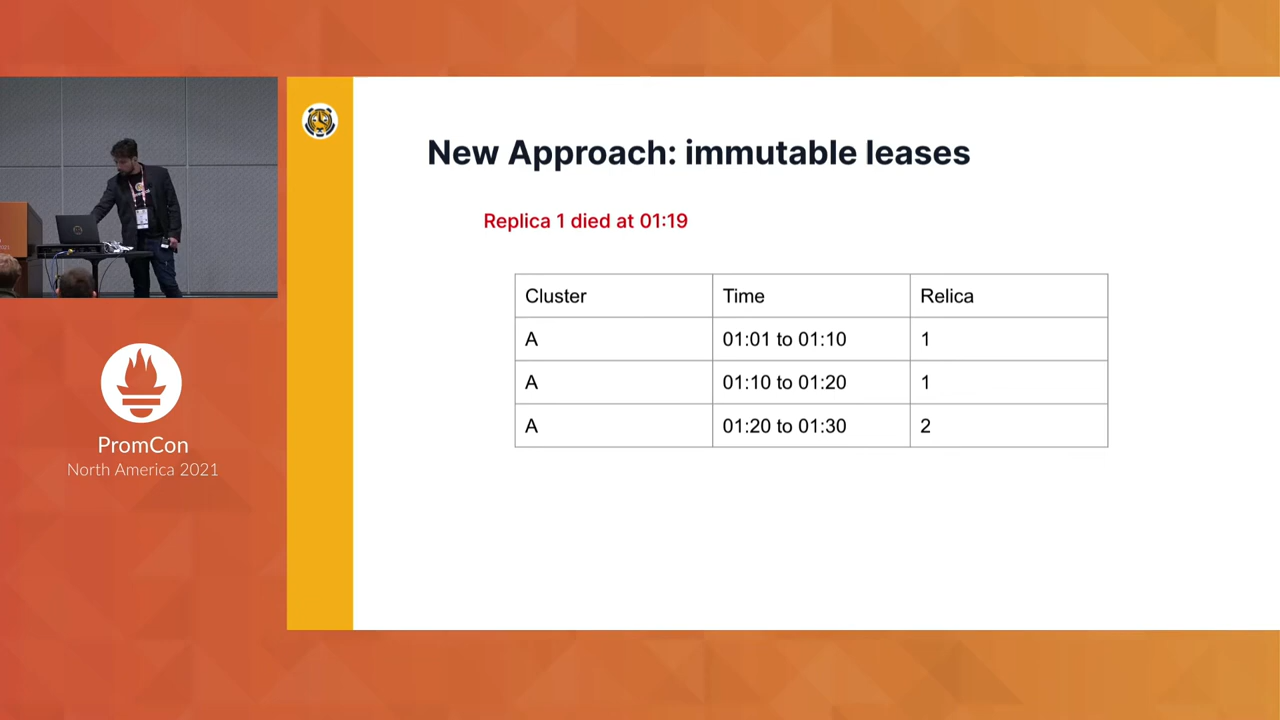 New Approach: immutable leases
Replica 1 died at 01:19
Cluster Time Relica
A 01:01 to 01:10 1
A 01:10 to 01:20 1
A 01:20 to 01:30 2
PromCon
North America 2021